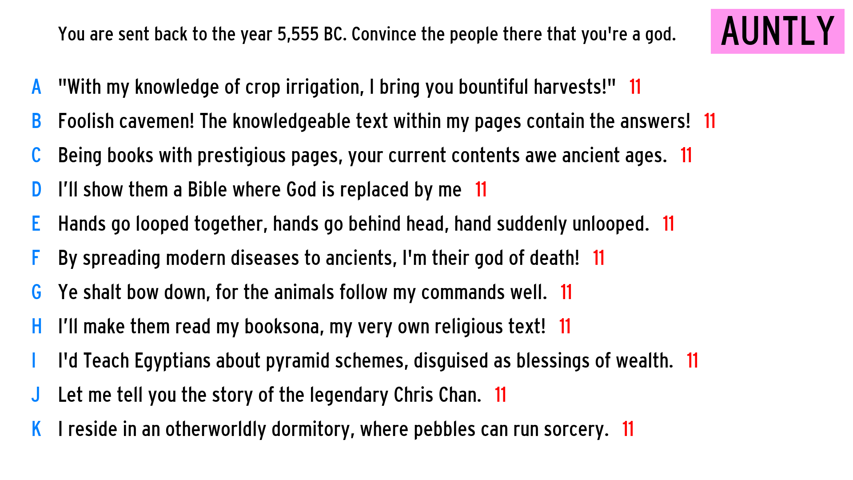 You are sent back to the year 5,555 BC. Convince the people there that you're a god.
AUNTLY
A "With my knowledge of crop irrigation, I bring you bountiful harvests!" 11
B Foolish cavemen! The knowledgeable text within my pages contain the answers! 11
C Being books with prestigious pages, your current contents awe ancient ages. 11
D I’ll show them a Bible where God is replaced by me 11
E Hands go looped together, hands go behind head, hand suddenly unlooped. 11
F By spreading modern diseases to ancients, I'm their god of death! 11
G Ye shalt bow down, for the animals follow my commands well. 11
H I’ll make them read my booksona, my very own religious text! 11
I I'd Teach Egyptians about pyramid schemes, disguised as blessings of wealth. 11
J Let me tell you the story of the legendary Chris Chan. 11
K I reside in an otherworldly dormitory, where pebbles can run sorcery. 11